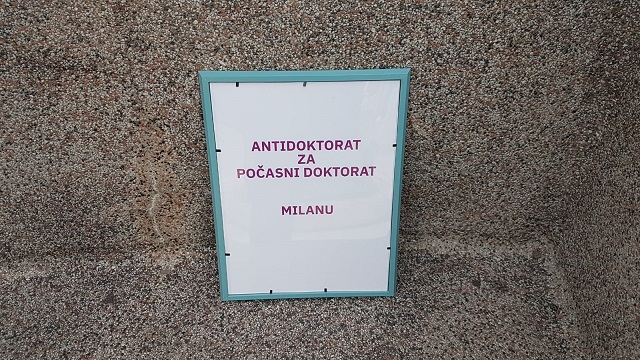 ANTIDOKTORAT
ZA
POČASNI DOKTORAT
MILANU